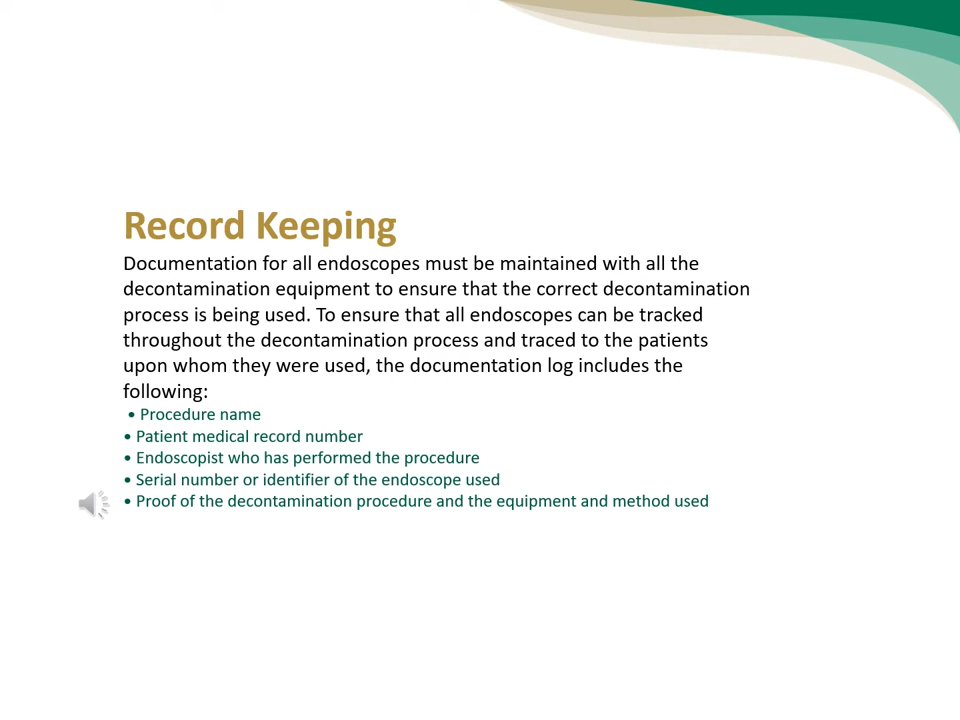 Record Keeping
Documentation for all endoscopes must be maintained with all the
decontamination equipment to ensure that the correct decontamination
process is being used. To ensure that all endoscopes can be tracked
throughout the decontamination process and traced to the patients
upon whom they were used, the documentation log includes the
following:
• Procedure name
• Patient medical record number
• Endoscopist who has performed the procedure
• Serial number or identifier of the endoscope used
• Proof of the decontamination procedure and the equipment and method used